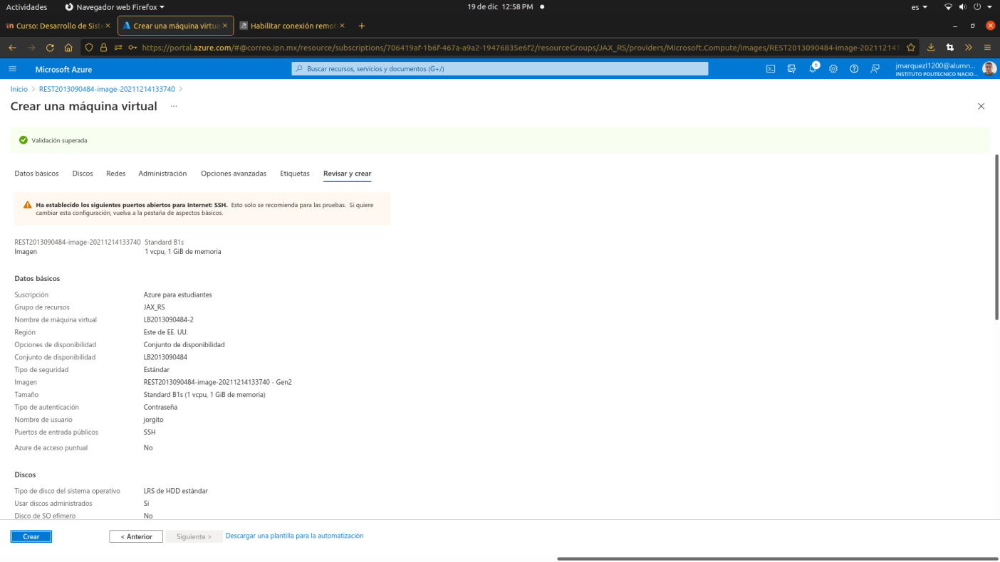 Actividades Navegador web Firefox 19 de dic 12:58 PM es
Curso: Desarrollo de Siste × Crear una máquina virtua × Habilitar conexión remot ×
https://portal.azure.com/#@correo.ipn.mx/resource/subscriptions/706419af-1b6f-467a-a9a2-19476835e6f2/resourceGroups/JAX_RS/providers/Microsoft.Compute/images/REST2013090484-image-202112141
Microsoft Azure Buscar recursos, servicios y documentos (G+/) 6 jmarquezl1200@alumn...
INSTITUTO POLITECNICO NACIO...
Inicio > REST2013090484-image-20211214133740 >
Crear una máquina virtual ...
Validación superada
Datos básicos Discos Redes Administración Opciones avanzadas Etiquetas Revisar y crear
Ha establecido los siguientes puertos abiertos para Internet: SSH. Esto solo se recomienda para las pruebas. Si quiere
cambiar esta configuración, vuelva a la pestaña de aspectos básicos.
REST2013090484-image-20211214133740 Standard B1s
Imagen 1 vcpu, 1 GiB de memoria
Datos básicos
Suscripción Azure para estudiantes
Grupo de recursos JAX_RS
Nombre de máquina virtual LB2013090484-2
Región Este de EE. UU.
Opciones de disponibilidad Conjunto de disponibilidad
Conjunto de disponibilidad LB2013090484
Tipo de seguridad Estándar
Imagen REST2013090484-image-20211214133740 - Gen2
Tamaño Standard B1s (1 vcpu, 1 GiB de memoria)
Tipo de autenticación Contraseña
Nombre de usuario jorgito
Puertos de entrada públicos SSH
Azure de acceso puntual No
Discos
Tipo de disco del sistema operativo LRS de HDD estándar
Usar discos administrados Sí
Disco de SO efímero No
Crear < Anterior Siguiente > Descargar una plantilla para la automatización